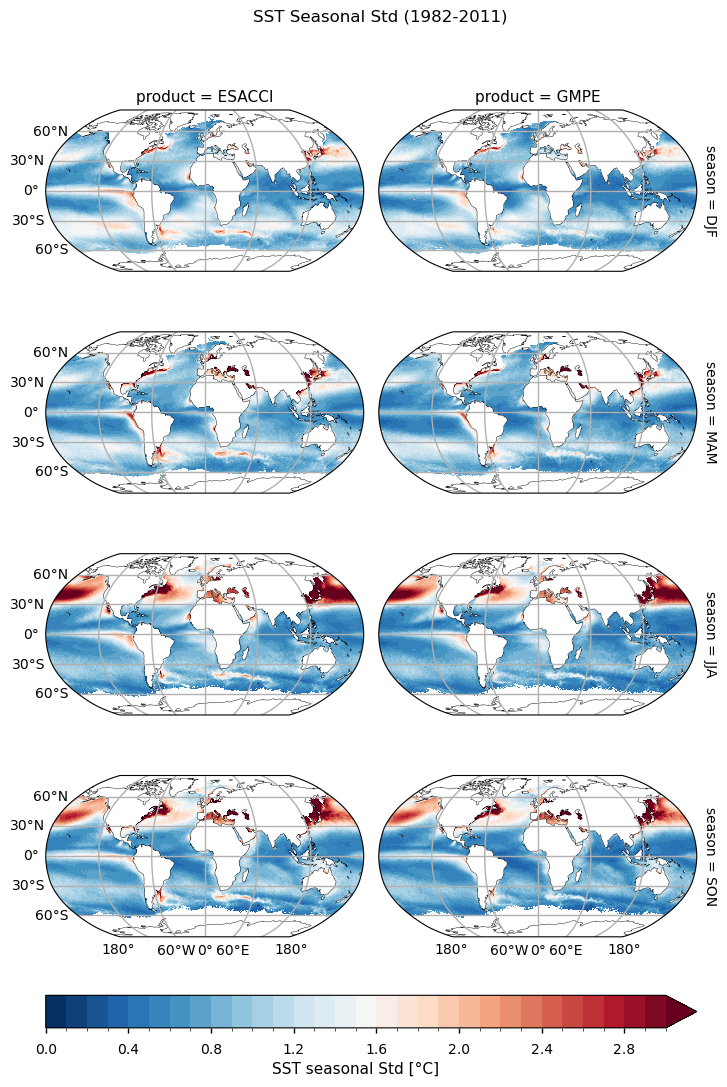 SST Seasonal Std (1982-2011)
product = ESACCI
product = GMPE
60°N
30°N
0°
30°S
60°S
season = DJF
60°N
30°N
0°
30°S
60°S
season = MAM
60°N
30°N
0°
30°S
60°S
season = JJA
60°N
30°N
0°
30°S
60°S
season = SON
180° 60°W 0° 60°E 180°
180° 60°W 0° 60°E 180°
0.0 0.4 0.8 1.2 1.6 2.0 2.4 2.8
SST seasonal Std [°C]